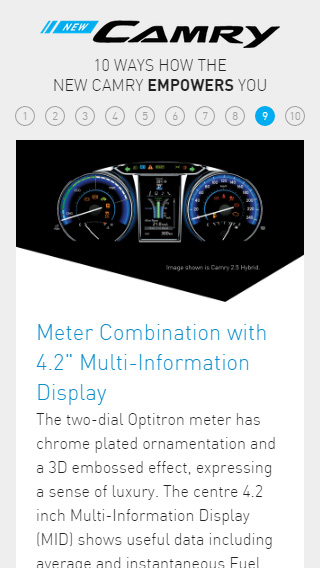 NEW CAMRY
10 WAYS HOW THE
NEW CAMRY EMPOWERS YOU
1 2 3 4 5 6 7 8 9 10
Image shown is Camry 2.5 Hybrid.
Meter Combination with
4.2" Multi-Information
Display
The two-dial Optitron meter has
chrome plated ornamentation and
a 3D embossed effect, expressing
a sense of luxury. The centre 4.2
inch Multi-Information Display
(MID) shows useful data including
average and instantaneous Fuel